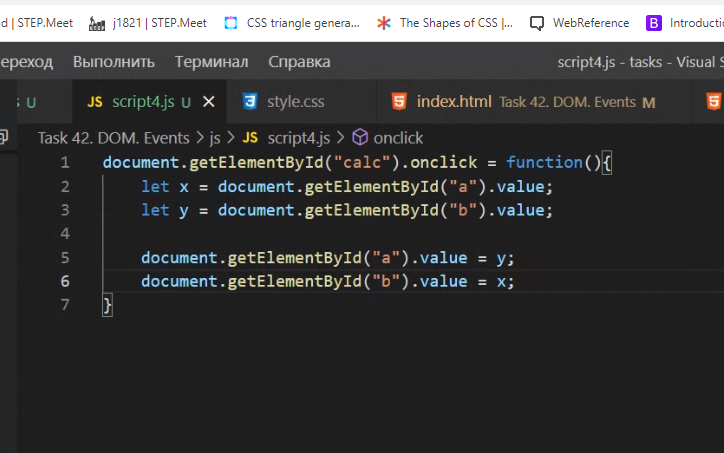 d | STEP.Meet j1821 | STEP.Meet CSS triangle genera... The Shapes of CSS |... WebReference B Introducti
ереход Выполнить Терминал Справка script4.js - tasks - Visual S
s U JS script4.js U style.css index.html Task 42. DOM. Events M
Task 42. DOM. Events > js > JS script4.js > onclick
1 document.getElementById("calc").onclick = function(){
2 let x = document.getElementById("a").value;
3 let y = document.getElementById("b").value;
4
5 document.getElementById("a").value = y;
6 document.getElementById("b").value = x;
7 }